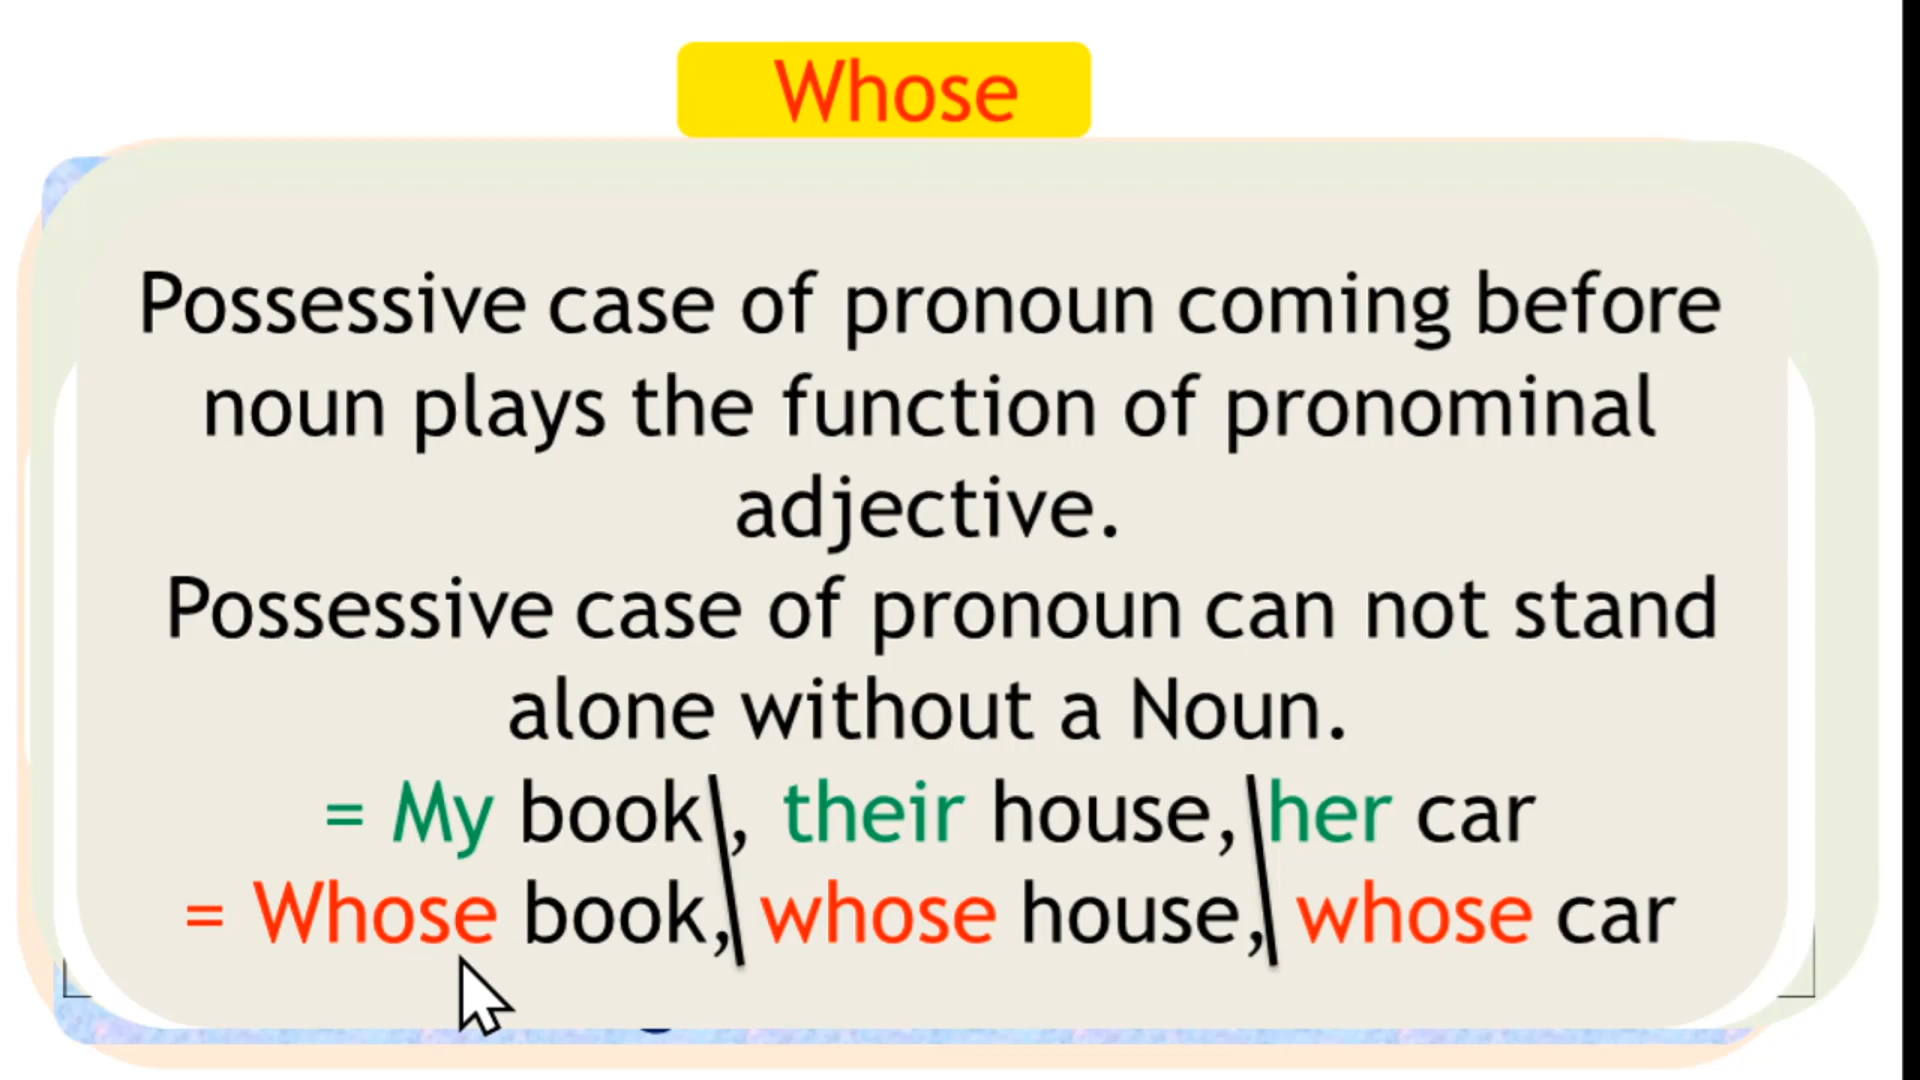 Whose
Possessive case of pronoun coming before
noun plays the function of pronominal
adjective.
Possessive case of pronoun can not stand
alone without a Noun.
= My book , their house, her car
= Whose book, whose house, whose car